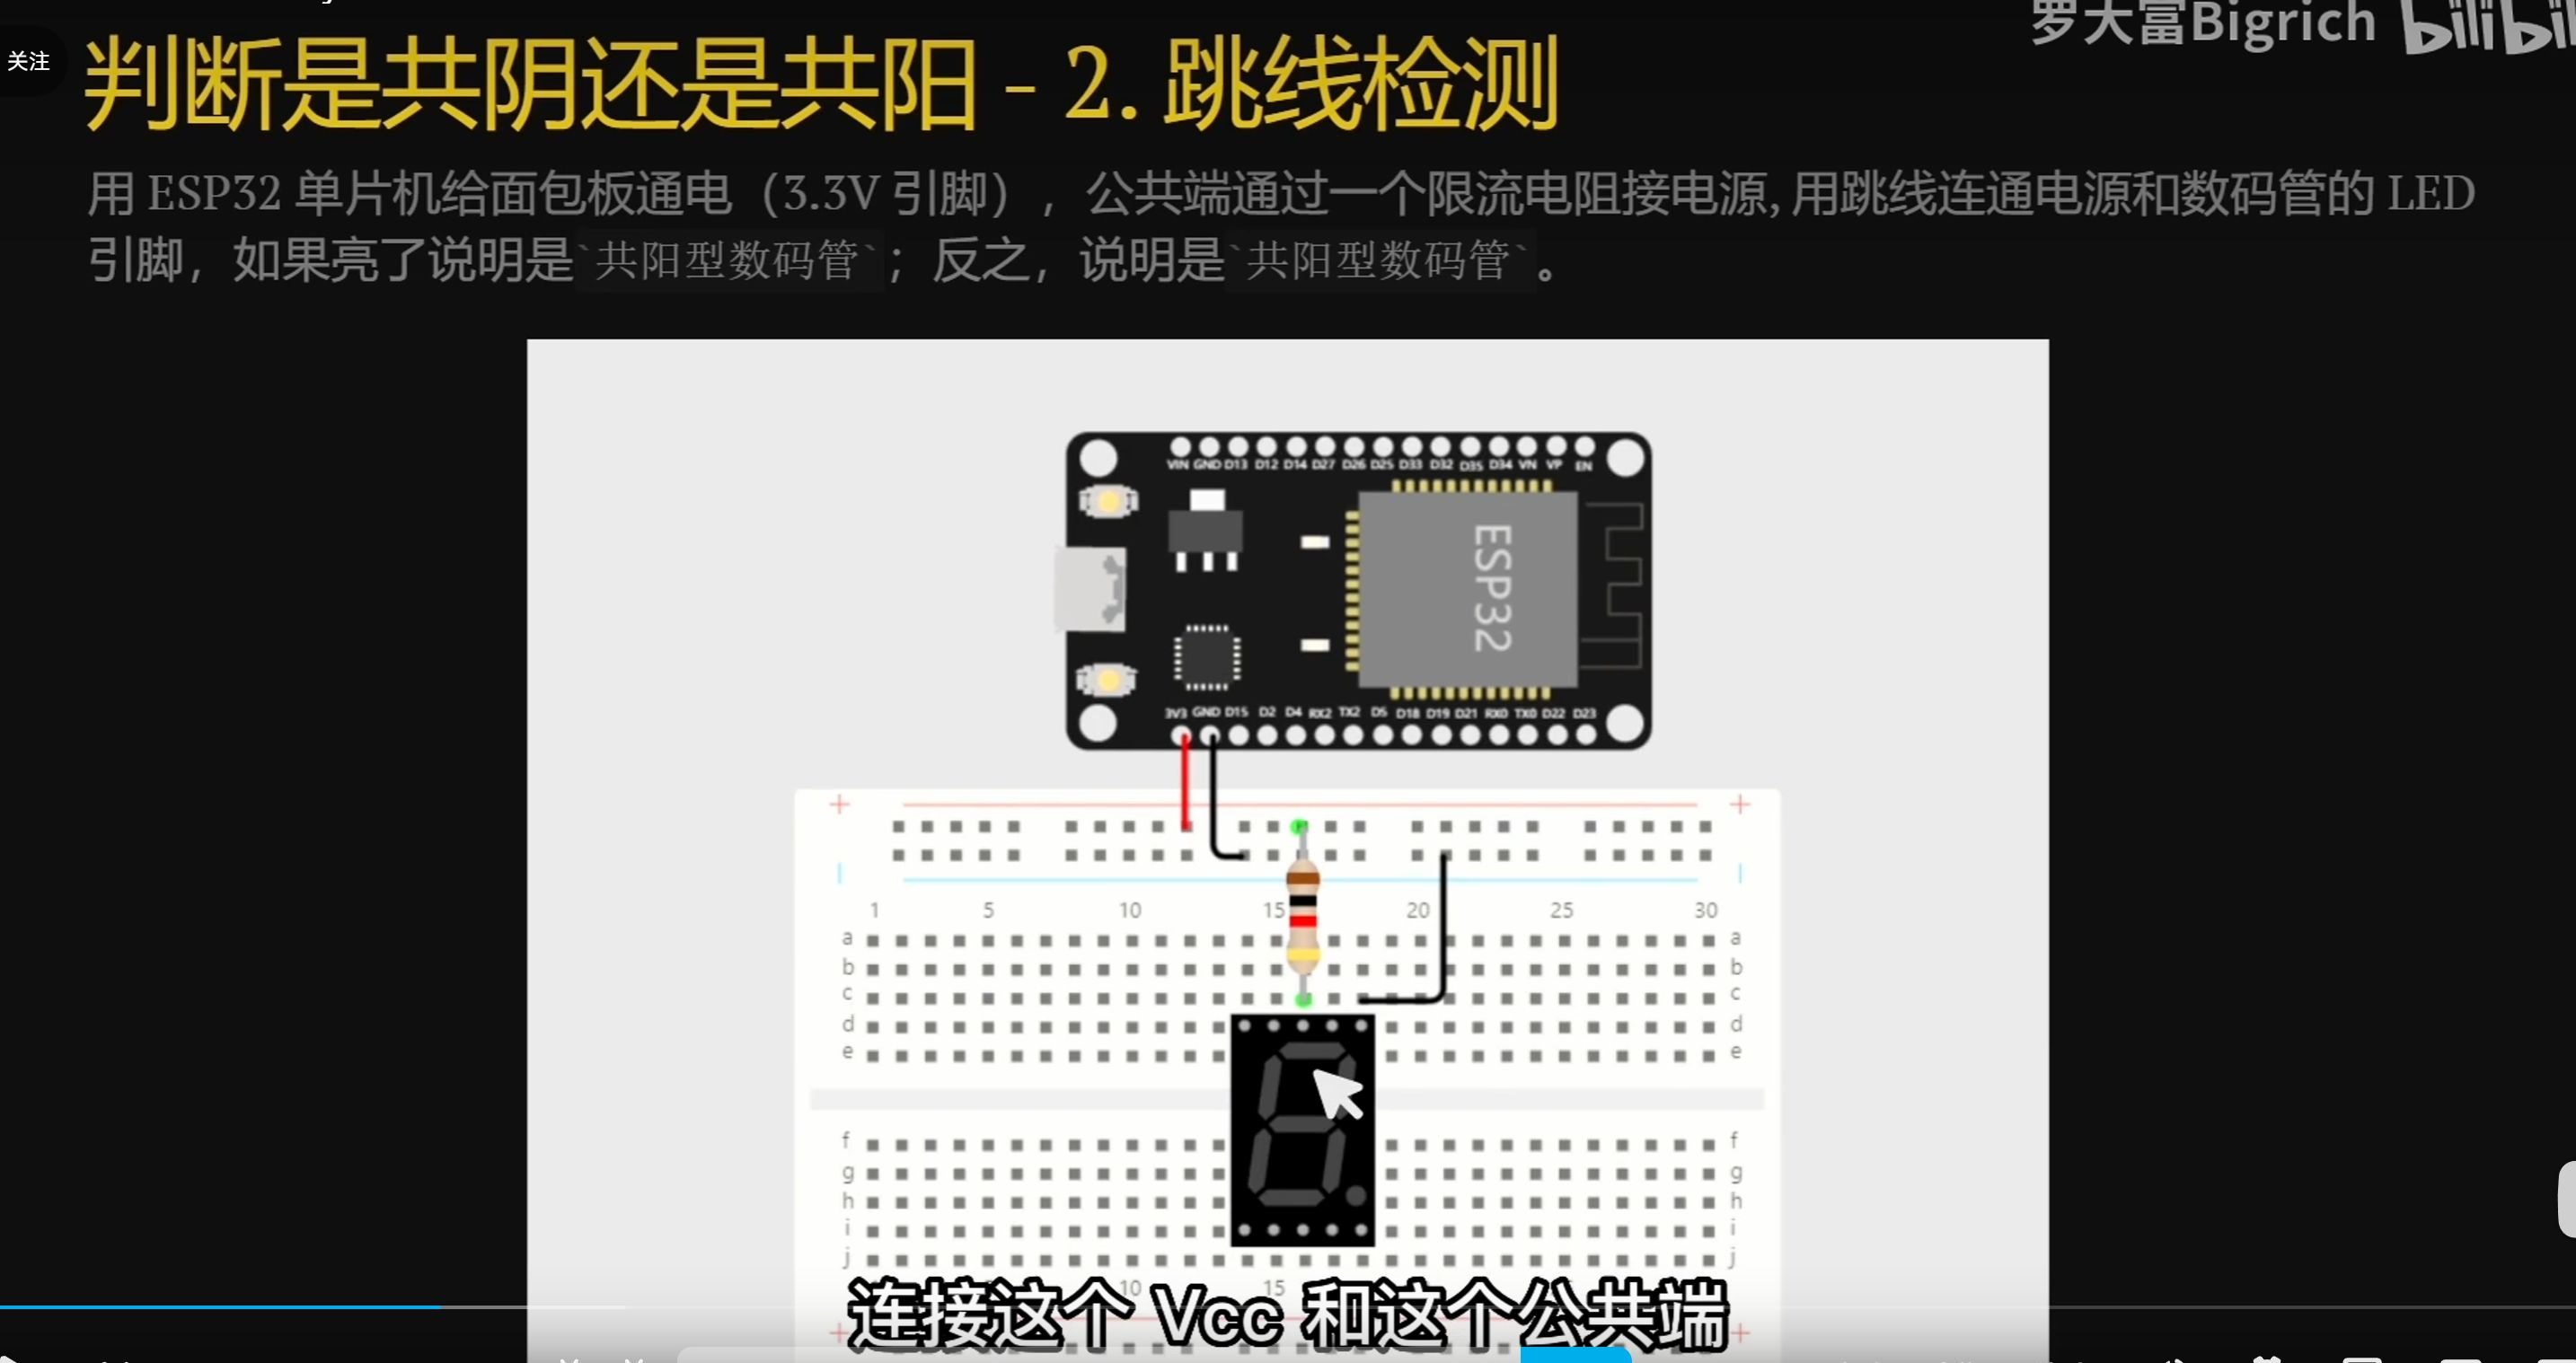 罗大富Bigrich bilibili
关注
判断是共阴还是共阳 - 2. 跳线检测
用 ESP32 单片机给面包板通电（3.3V 引脚），公共端通过一个限流电阻接电源, 用跳线连通电源和数码管的 LED
引脚，如果亮了说明是`共阳型数码管`；反之，说明是`共阳型数码管`。
VIN GND D13 D12 D14 D27 D26 D25 D33 D32 D35 D34 VN VP EN
ESP32
3V3 GND D15 D2 D4 RX2 TX2 D5 D18 D19 D21 RX0 TX0 D22 D23
+ +
1 5 10 15 20 25 30
a a
b b
c c
d d
e e
f f
g g
h h
i i
j j
10 15
连接这个 Vcc 和这个公共端
+ +